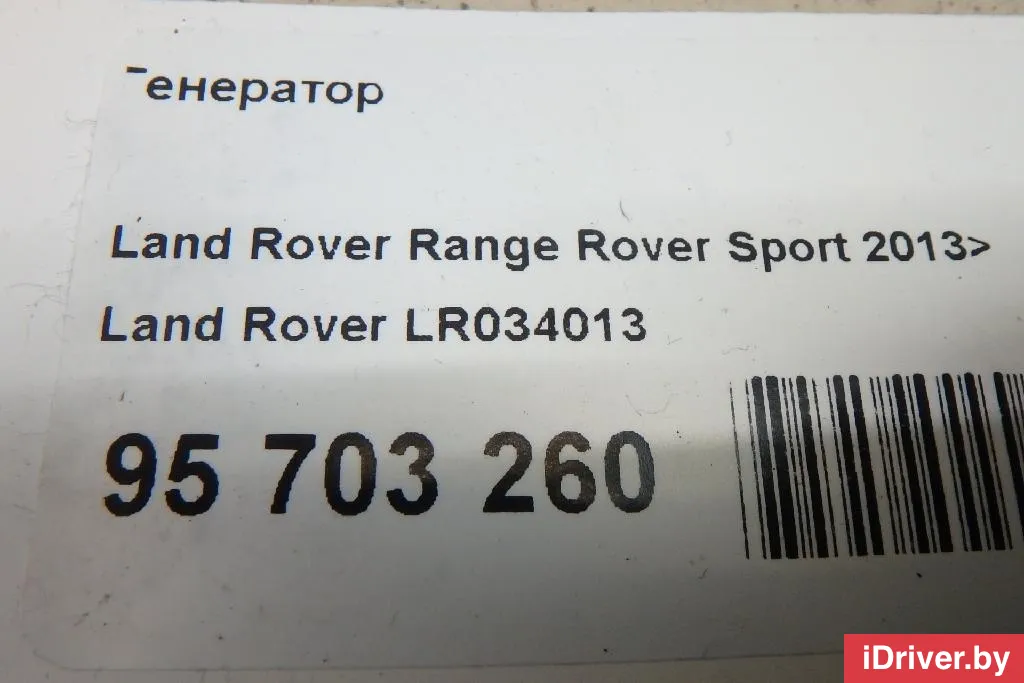 Генератор
Land Rover Range Rover Sport 2013>
Land Rover LR034013
95 703 260
iDriver.by